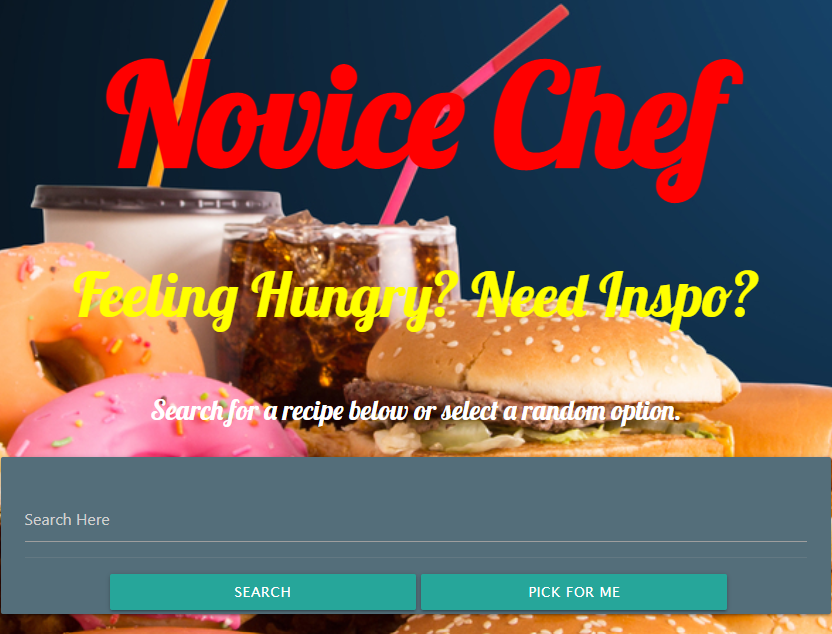 Novice Chef
Feeling Hungry? Need Inspo?
Search for a recipe below or select a random option.
Search Here
SEARCH
PICK FOR ME